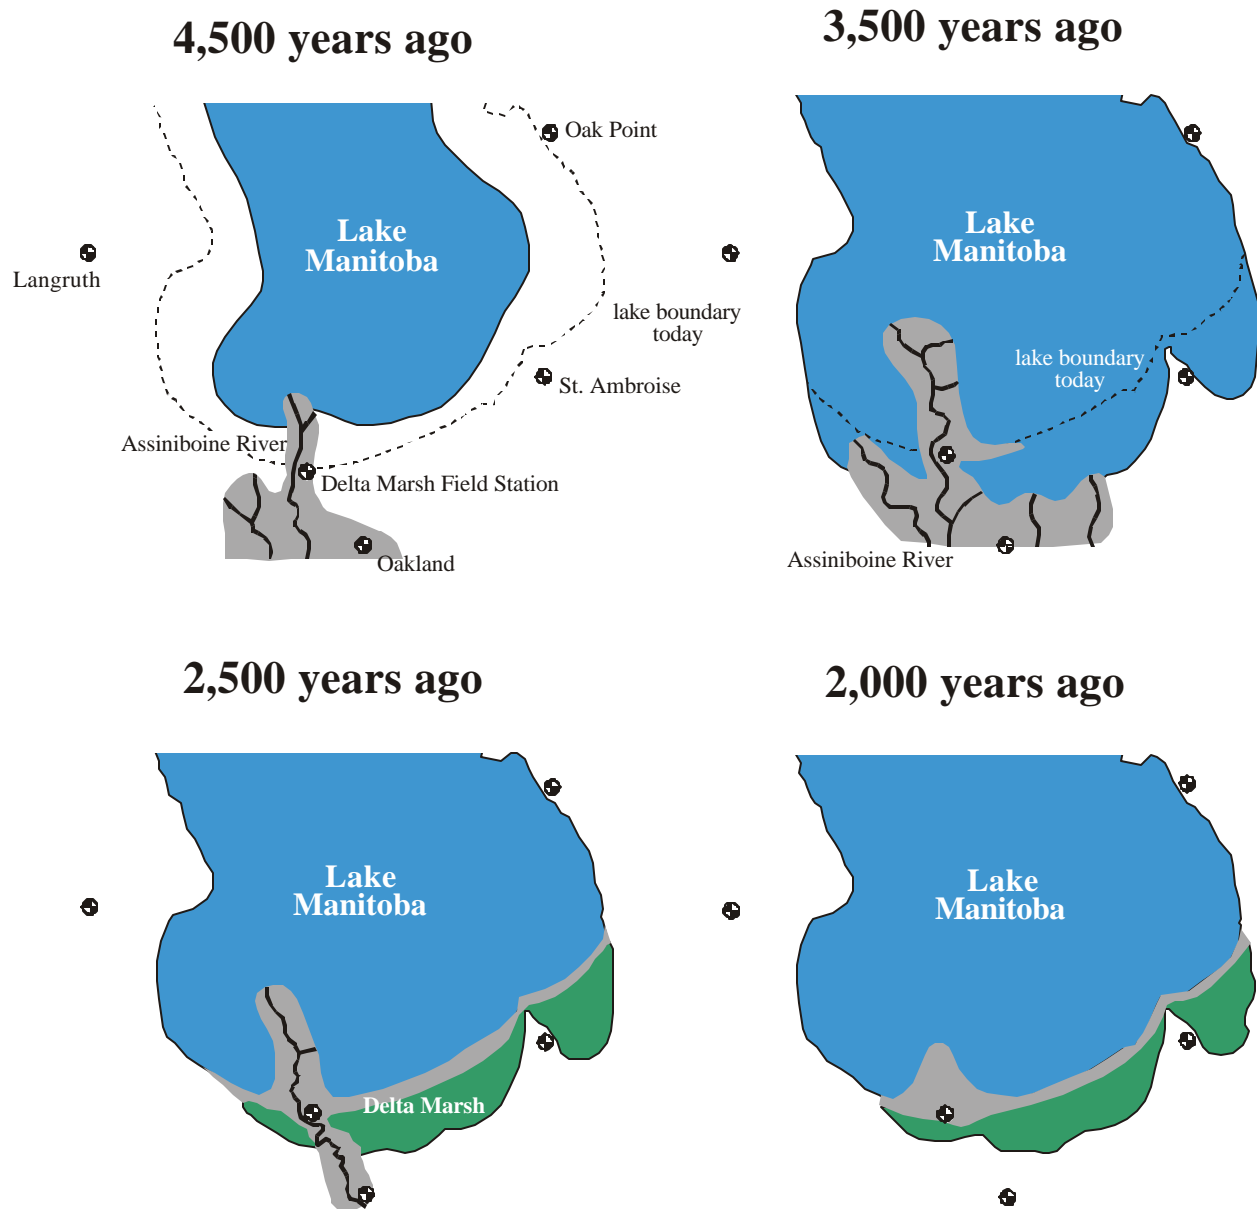 4,500 years ago
3,500 years ago
Oak Point
Lake
Manitoba
Langruth
lake boundary
today
St. Ambroise
Assiniboine River
Delta Marsh Field Station
Oakland
Lake
Manitoba
lake boundary
today
Assiniboine River
2,500 years ago
2,000 years ago
Lake
Manitoba
Delta Marsh
Lake
Manitoba